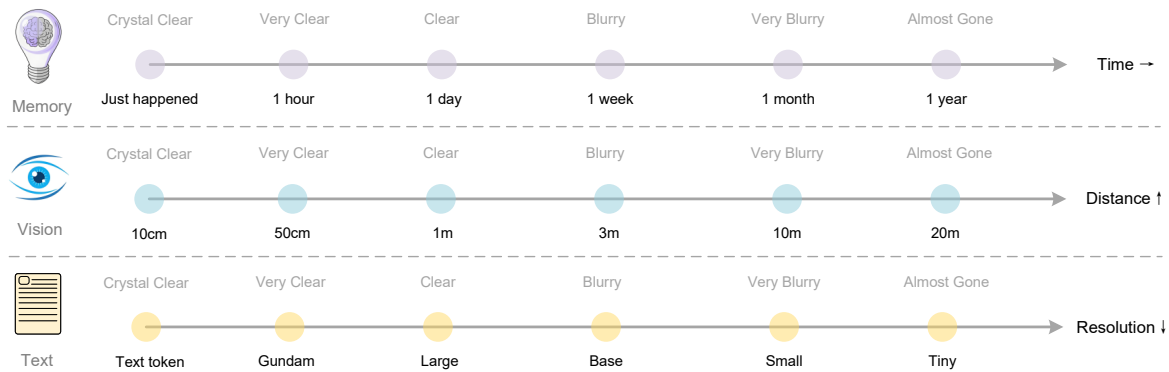 Crystal Clear Very Clear Clear Blurry Very Blurry Almost Gone
Time →
Just happened 1 hour 1 day 1 week 1 month 1 year
Memory
Crystal Clear Very Clear Clear Blurry Very Blurry Almost Gone
Distance ↑
10cm 50cm 1m 3m 10m 20m
Vision
Crystal Clear Very Clear Clear Blurry Very Blurry Almost Gone
Resolution ↓
Text token Gundam Large Base Small Tiny
Text